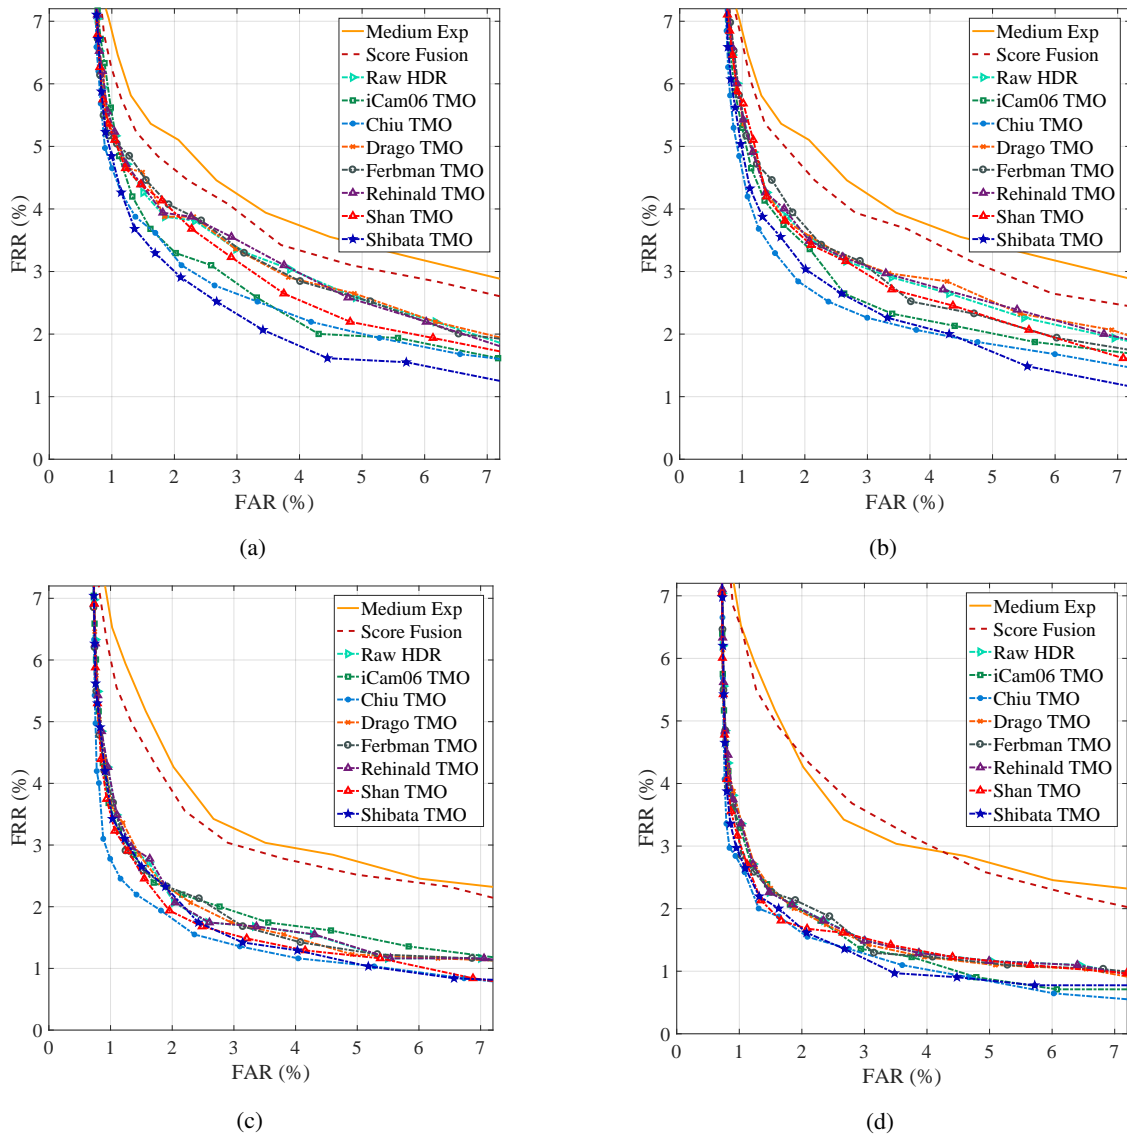 7
6
5
4
3
2
1
0
FRR (%)
0 1 2 3 4 5 6 7
FAR (%)
Medium Exp
Score Fusion
Raw HDR
iCam06 TMO
Chiu TMO
Drago TMO
Ferbman TMO
Rehinald TMO
Shan TMO
Shibata TMO
(a)
7
6
5
4
3
2
1
0
FRR (%)
0 1 2 3 4 5 6 7
FAR (%)
Medium Exp
Score Fusion
Raw HDR
iCam06 TMO
Chiu TMO
Drago TMO
Ferbman TMO
Rehinald TMO
Shan TMO
Shibata TMO
(b)
7
6
5
4
3
2
1
0
FRR (%)
0 1 2 3 4 5 6 7
FAR (%)
Medium Exp
Score Fusion
Raw HDR
iCam06 TMO
Chiu TMO
Drago TMO
Ferbman TMO
Rehinald TMO
Shan TMO
Shibata TMO
(c)
7
6
5
4
3
2
1
0
FRR (%)
0 1 2 3 4 5 6 7
FAR (%)
Medium Exp
Score Fusion
Raw HDR
iCam06 TMO
Chiu TMO
Drago TMO
Ferbman TMO
Rehinald TMO
Shan TMO
Shibata TMO
(d)